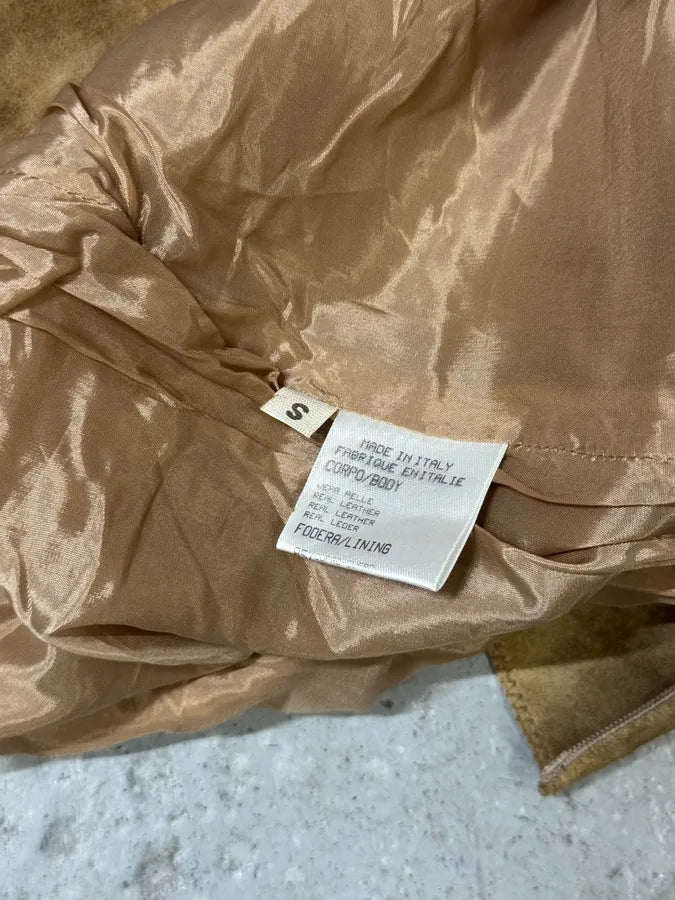 S
MADE IN ITALY
FABRIQUE EN ITALIE
CORPO/BODY
VERA PELLE
REAL LEATHER
REAL LEATHER
REAL LEDER
FODERA/LINING